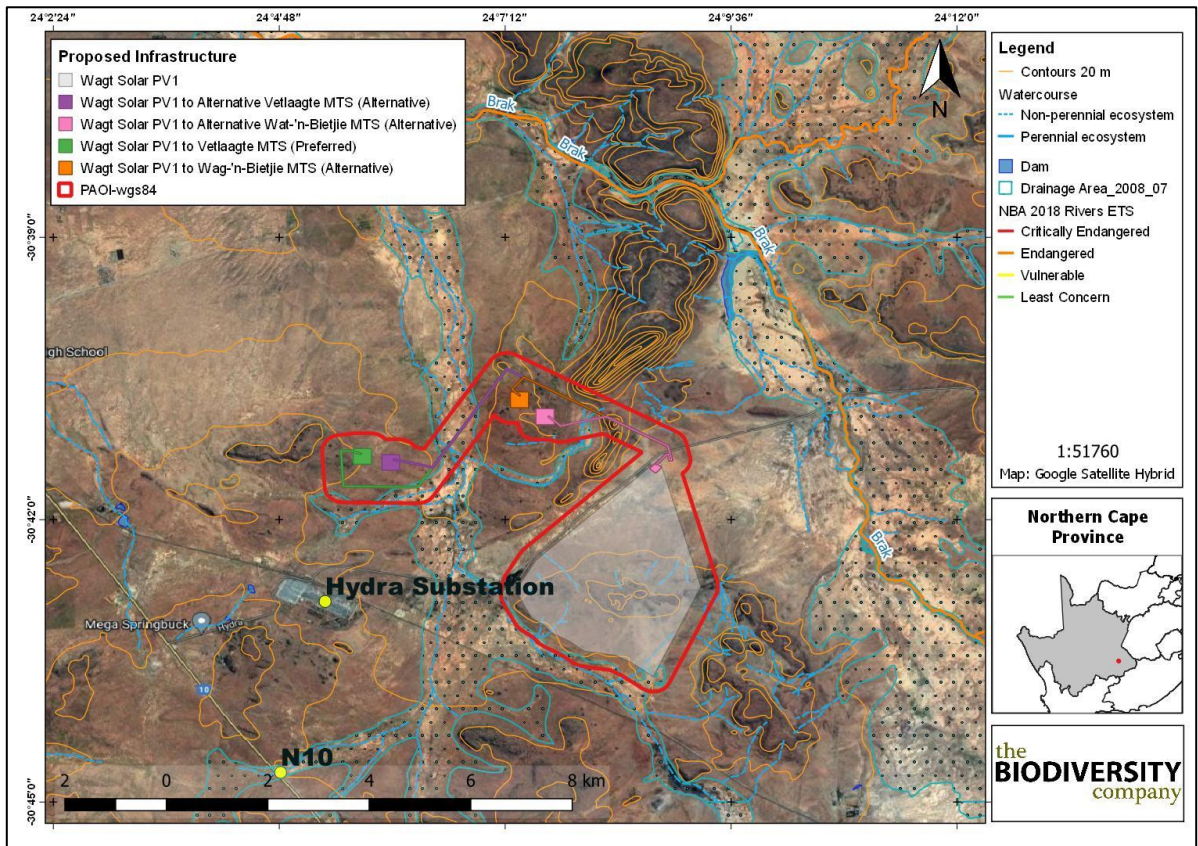 24°2'24"
24°4'48"
24°7'12"
24°9'36"
24°12'0"
Proposed Infrastructure
Wagt Solar PV1
Wagt Solar PV1 to Alternative Vetlaagte MTS (Alternative)
Wagt Solar PV1 to Alternative Wat-'n-Bietjie MTS (Alternative)
Wagt Solar PV1 to Vetlaagte MTS (Preferred)
Wagt Solar PV1 to Wag-'n-Bietjie MTS (Alternative)
PAOI-wgs84
N
Brak
Brak
Brak
Brak
-30°39'0"
-30°42'0"
-30°45'0"
igh School
Hydra Substation
Mega Springbuck
Hydra
10
N10
2 0 2 4 6 8 km
Legend
Contours 20 m
Watercourse
Non-perennial ecosystem
Perennial ecosystem
Dam
Drainage Area_2008_07
NBA 2018 Rivers ETS
Critically Endangered
Endangered
Vulnerable
Least Concern
1:51760
Map: Google Satellite Hybrid
Northern Cape
Province
the
BIODIVERSITY
company